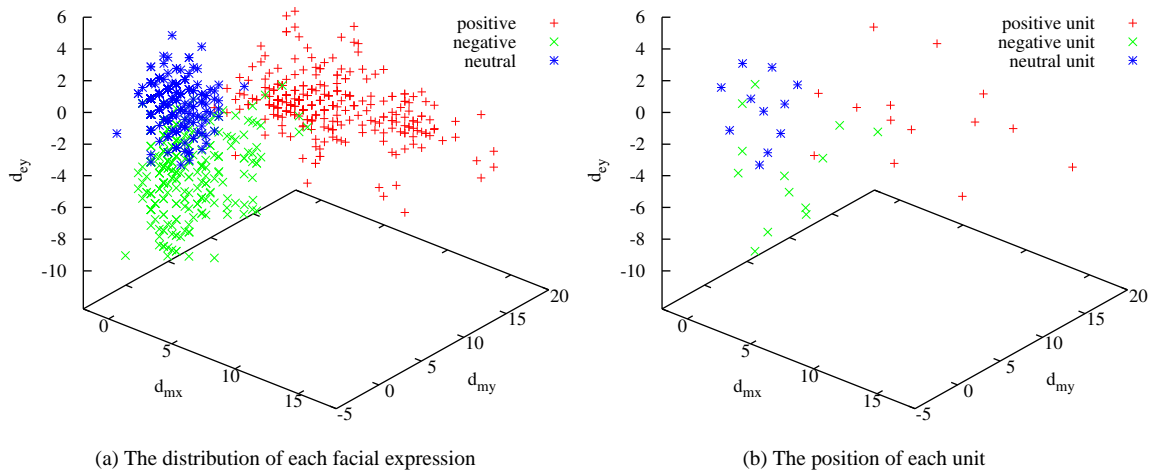 6
4
2
0
-2
-4
-6
-8
-10
d_ey
positive
negative
neutral
0
5
10
15
d_mx
-5
0
5
10
15
20
d_my
(a) The distribution of each facial expression
6
4
2
0
-2
-4
-6
-8
-10
d_ey
positive unit
negative unit
neutral unit
0
5
10
15
d_mx
-5
0
5
10
15
20
d_my
(b) The position of each unit